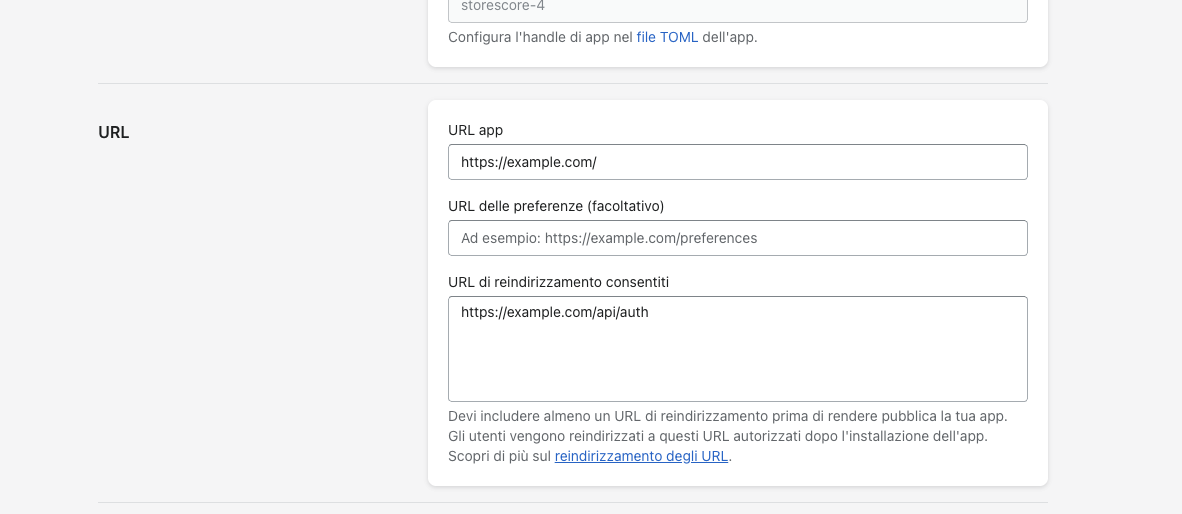 storescore-4
Configura l'handle di app nel file TOML dell'app.
URL
URL app
https://example.com/
URL delle preferenze (facoltativo)
Ad esempio: https://example.com/preferences
URL di reindirizzamento consentiti
https://example.com/api/auth
Devi includere almeno un URL di reindirizzamento prima di rendere pubblica la tua app.
Gli utenti vengono reindirizzati a questi URL autorizzati dopo l'installazione dell'app.
Scopri di più sul reindirizzamento degli URL.